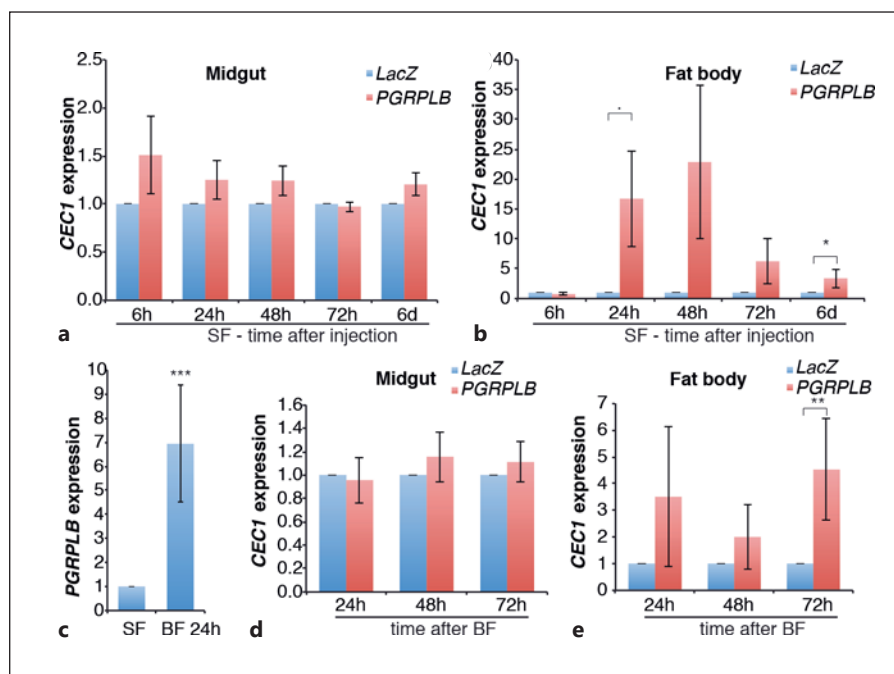 2.5
2.0
1.5
1.0
0.5
0.0
CEC1 expression
Midgut
LacZ
PGRPLB
6h 24h 48h 72h 6d
SF - time after injection
a
40
35
30
25
20
15
10
5
0
CEC1 expression
Fat body
LacZ
PGRPLB
*
6h 24h 48h 72h 6d
SF - time after injection
b
10
9
8
7
6
5
4
3
2
1
0
PGRPLB expression
***
SF BF 24h
c
1.6
1.4
1.2
1.0
0.8
0.6
0.4
0.2
0.0
CEC1 expression
Midgut
LacZ
PGRPLB
24h 48h 72h
time after BF
d
7
6
5
4
3
2
1
0
CEC1 expression
Fat body
LacZ
PGRPLB
**
24h 48h 72h
time after BF
e